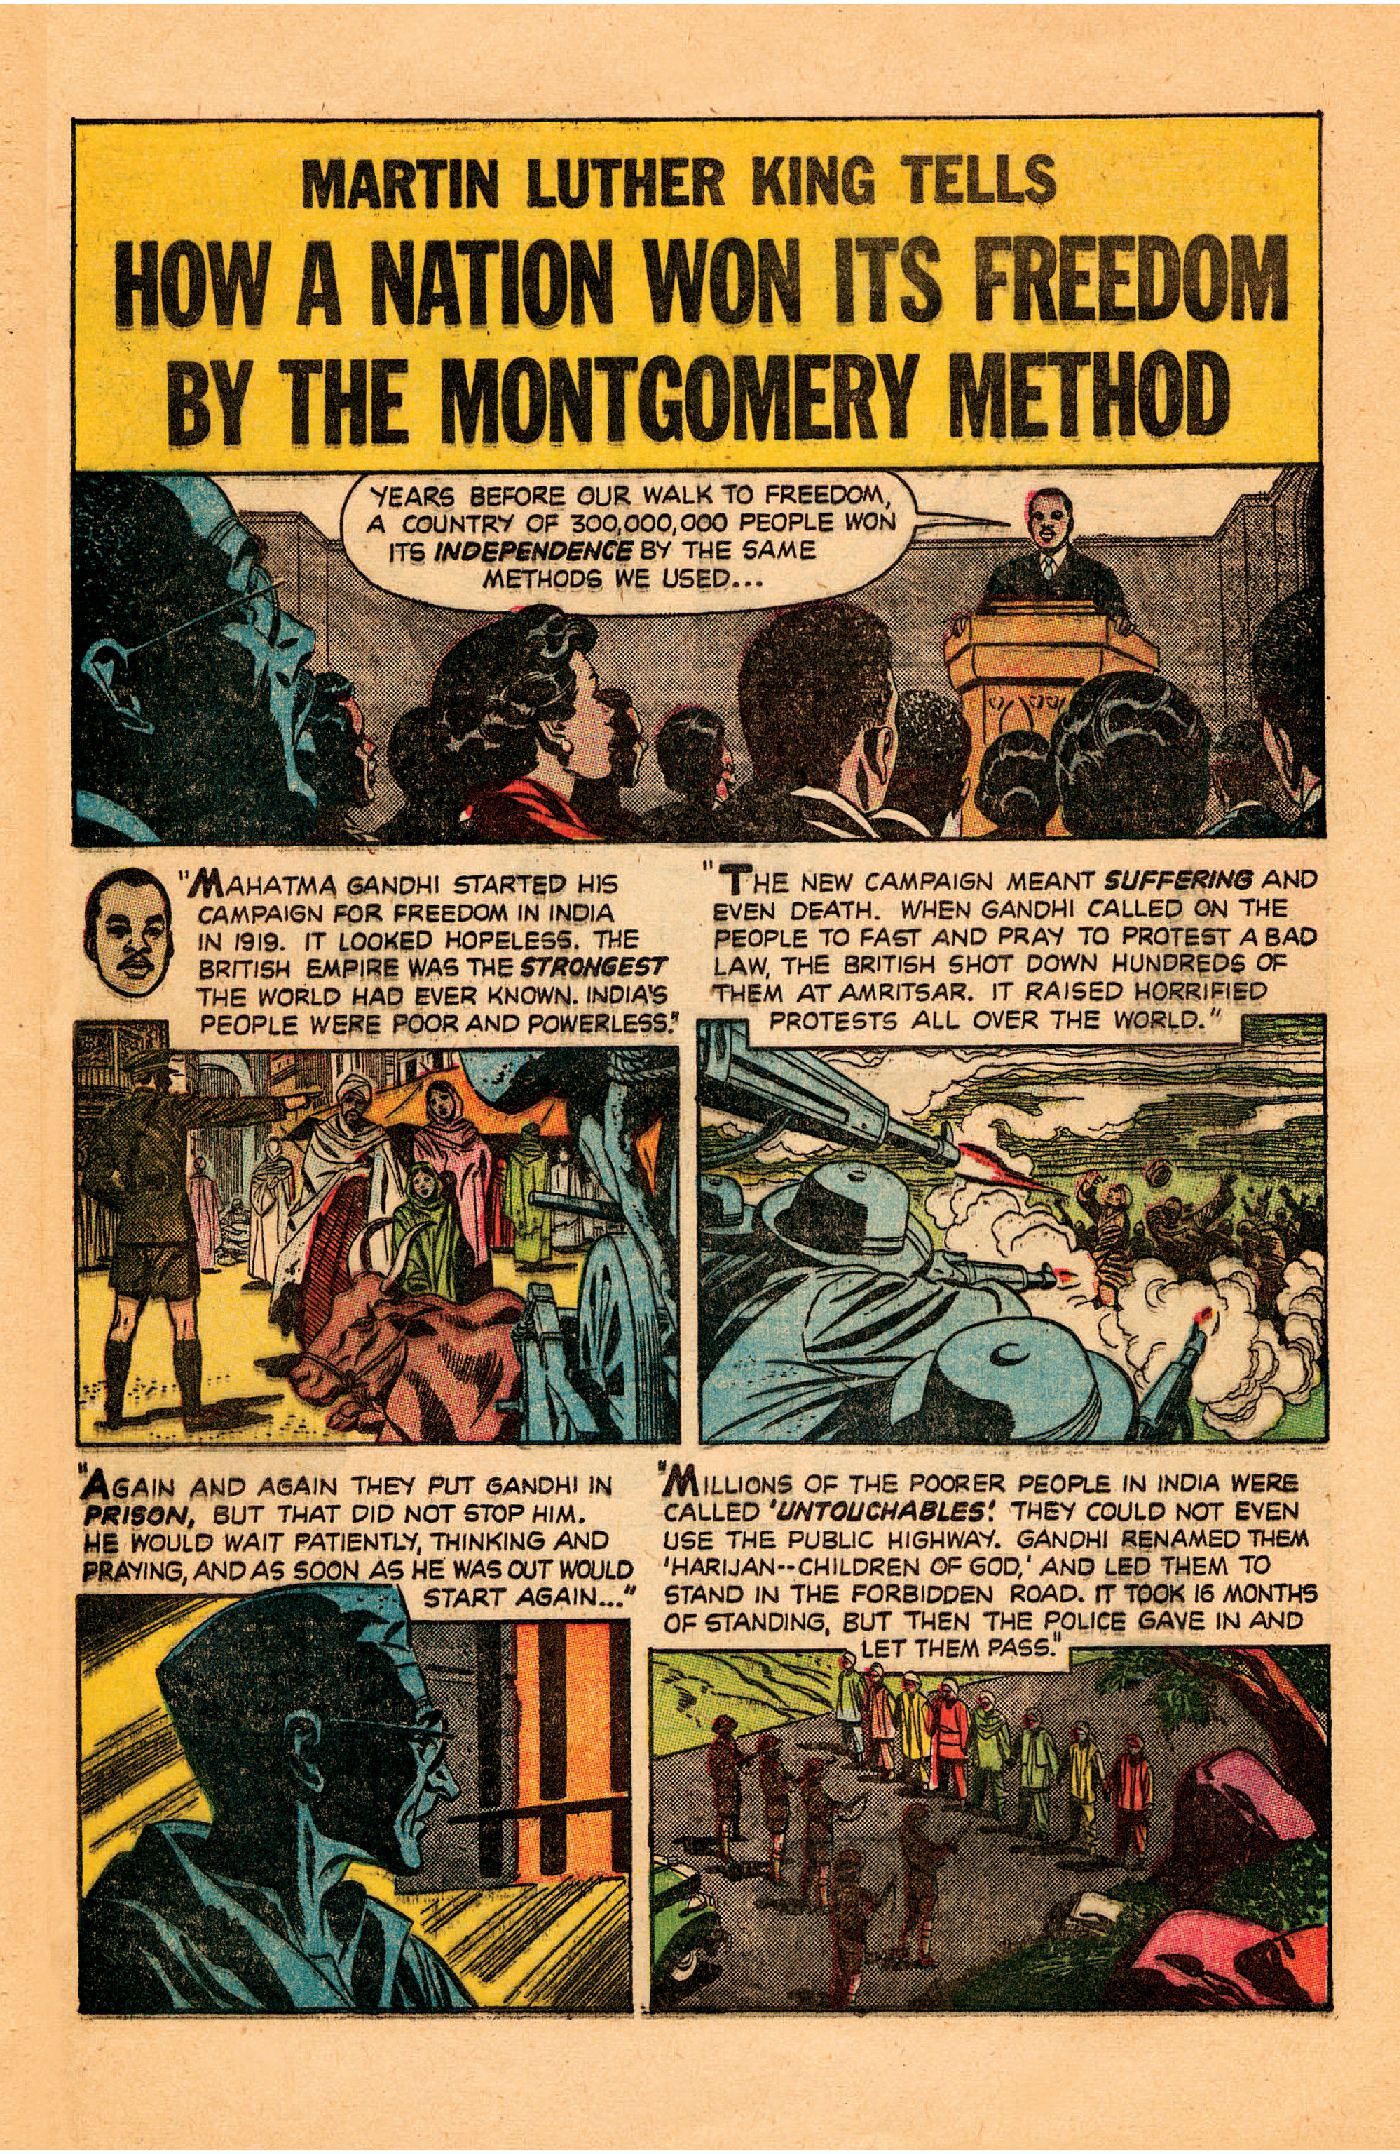 MARTIN LUTHER KING TELLS
HOW A NATION WON ITS FREEDOM
BY THE MONTGOMERY METHOD
YEARS BEFORE OUR WALK TO FREEDOM,
A COUNTRY OF 300,000,000 PEOPLE WON
ITS INDEPENDENCE BY THE SAME
METHODS WE USED...
"MAHATMA GANDHI STARTED HIS
CAMPAIGN FOR FREEDOM IN INDIA
IN 1919. IT LOOKED HOPELESS. THE
BRITISH EMPIRE WAS THE STRONGEST
THE WORLD HAD EVER KNOWN. INDIA'S
PEOPLE WERE POOR AND POWERLESS."
"THE NEW CAMPAIGN MEANT SUFFERING AND
EVEN DEATH. WHEN GANDHI CALLED ON THE
PEOPLE TO FAST AND PRAY TO PROTEST A BAD
LAW, THE BRITISH SHOT DOWN HUNDREDS OF
THEM AT AMRITSAR. IT RAISED HORRIFIED
PROTESTS ALL OVER THE WORLD."
"AGAIN AND AGAIN THEY PUT GANDHI IN
PRISON, BUT THAT DID NOT STOP HIM.
HE WOULD WAIT PATIENTLY, THINKING AND
PRAYING, AND AS SOON AS HE WAS OUT WOULD
START AGAIN..."
"MILLIONS OF THE POORER PEOPLE IN INDIA WERE
CALLED 'UNTOUCHABLES.' THEY COULD NOT EVEN
USE THE PUBLIC HIGHWAY. GANDHI RENAMED THEM
'HARIJAN--CHILDREN OF GOD,' AND LED THEM TO
STAND IN THE FORBIDDEN ROAD. IT TOOK 16 MONTHS
OF STANDING, BUT THEN THE POLICE GAVE IN AND
LET THEM PASS."